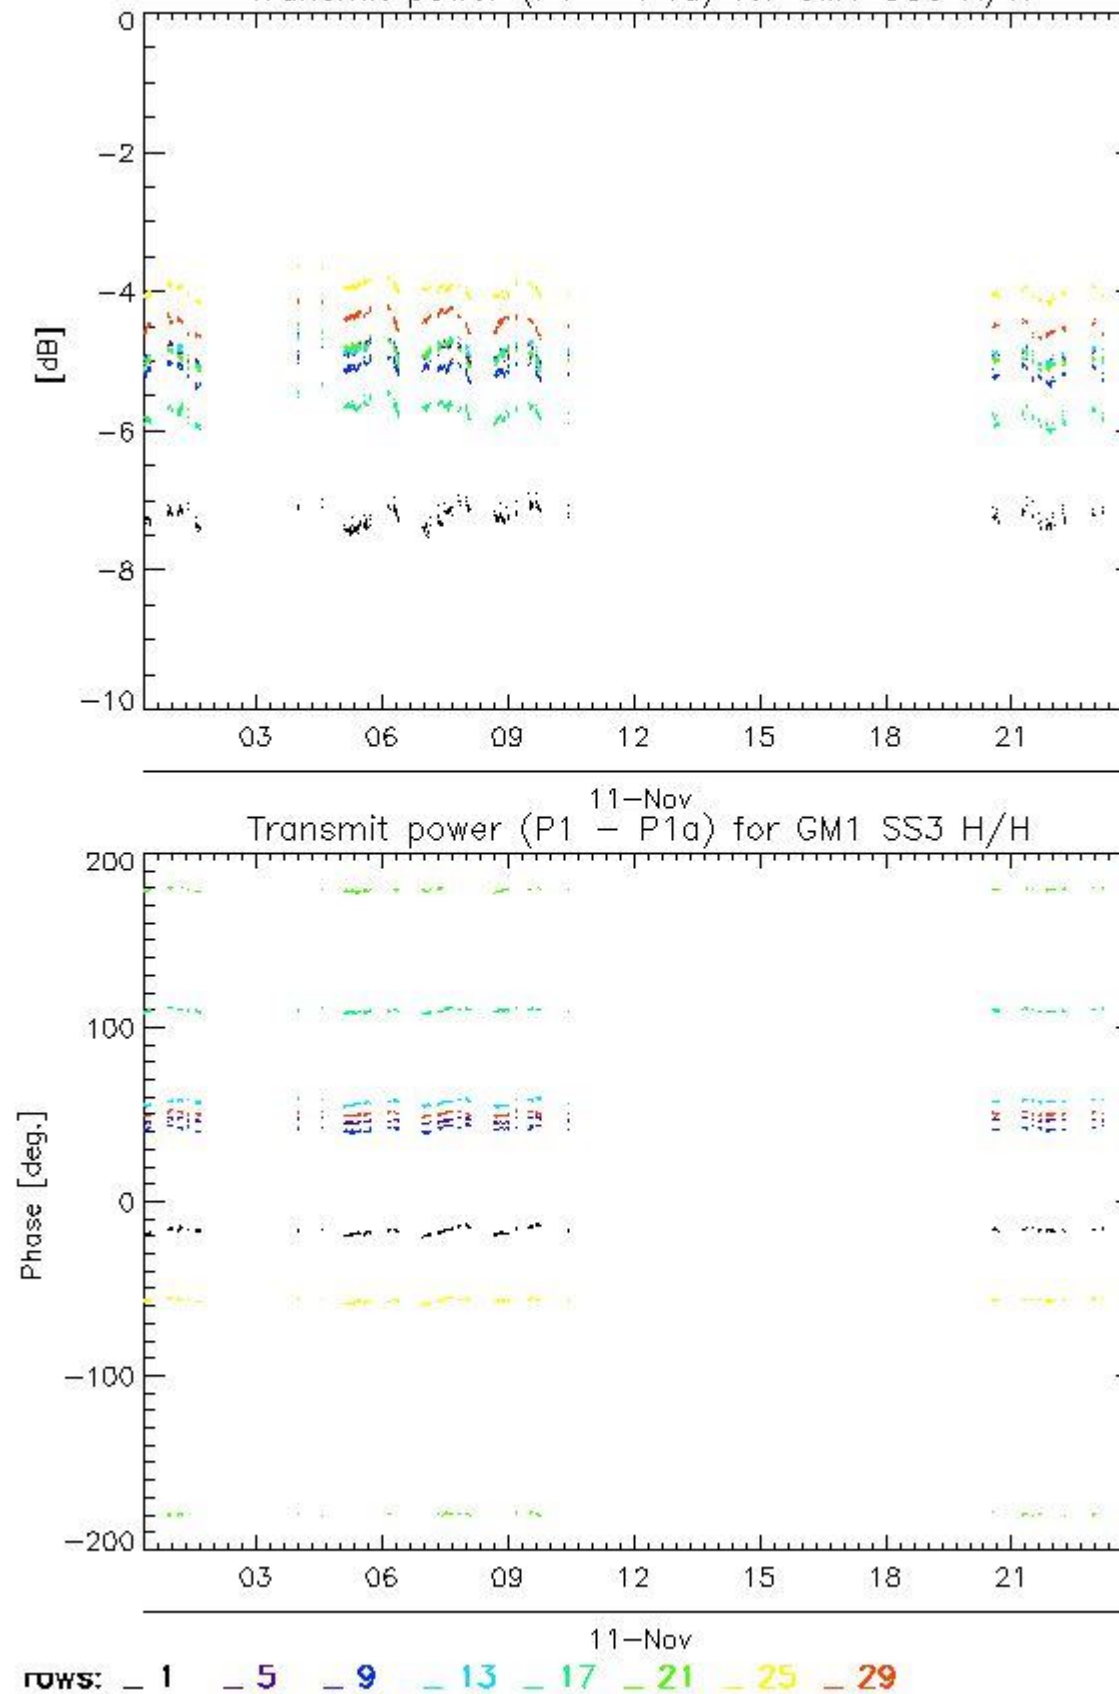 0
−2
−4
[dB]
−6
−8
−10
03 06 09 12 15 18 21
11−Nov
Transmit power (P1 − P1a) for GM1 SS3 H/H
200
100
Phase [deg.]
0
−100
−200
03 06 09 12 15 18 21
11−Nov
rows: _ 1 _ 5 _ 9 _ 13 _ 17 _ 21 _ 25 _ 29